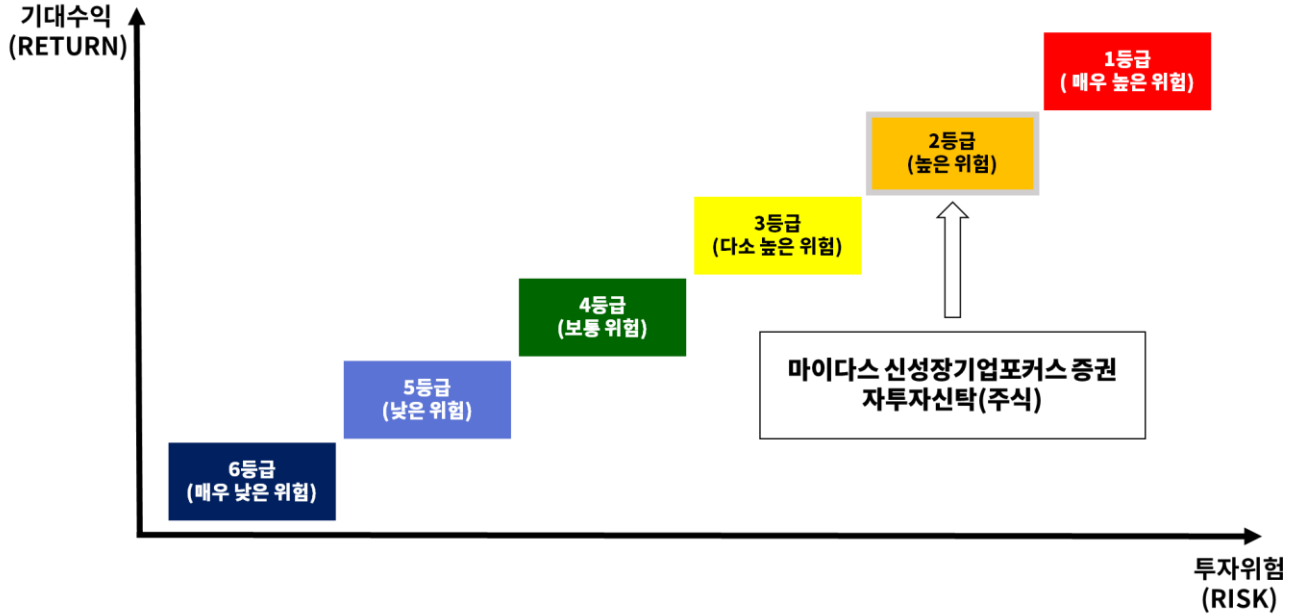 기대수익
(RETURN)
1등급
( 매우 높은 위험)
2등급
(높은 위험)
3등급
(다소 높은 위험)
4등급
(보통 위험)
마이다스 신성장기업포커스 증권
자투자신탁(주식)
5등급
(낮은 위험)
6등급
(매우 낮은 위험)
투자위험
(RISK)